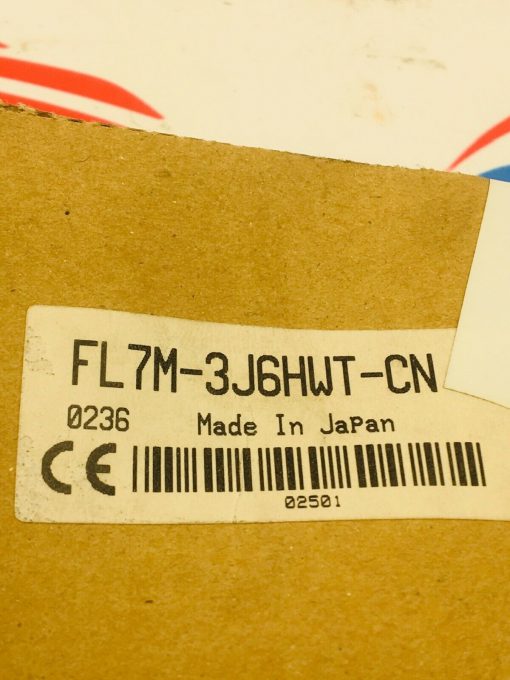 FL7M-3J6HWT-CN
0236 Made In Japan
CE
02501